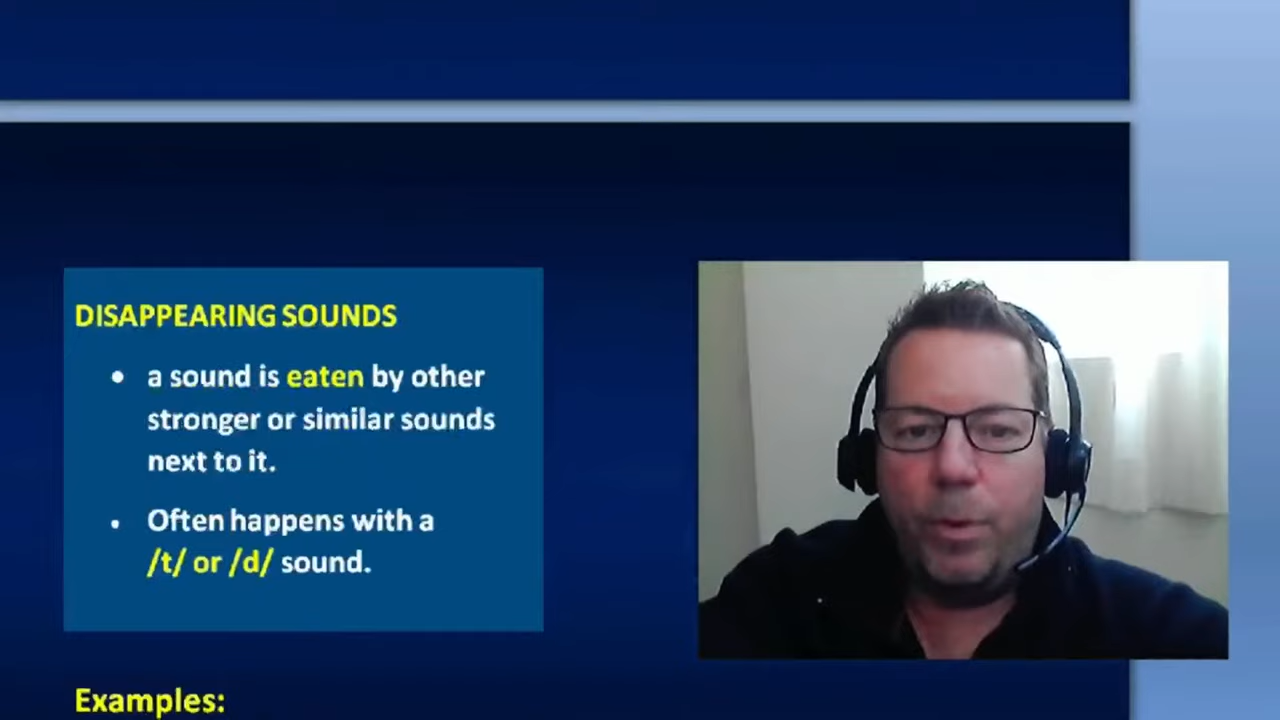 DISAPPEARING SOUNDS
• a sound is eaten by other
stronger or similar sounds
next to it.
• Often happens with a
/t/ or /d/ sound.
Examples: